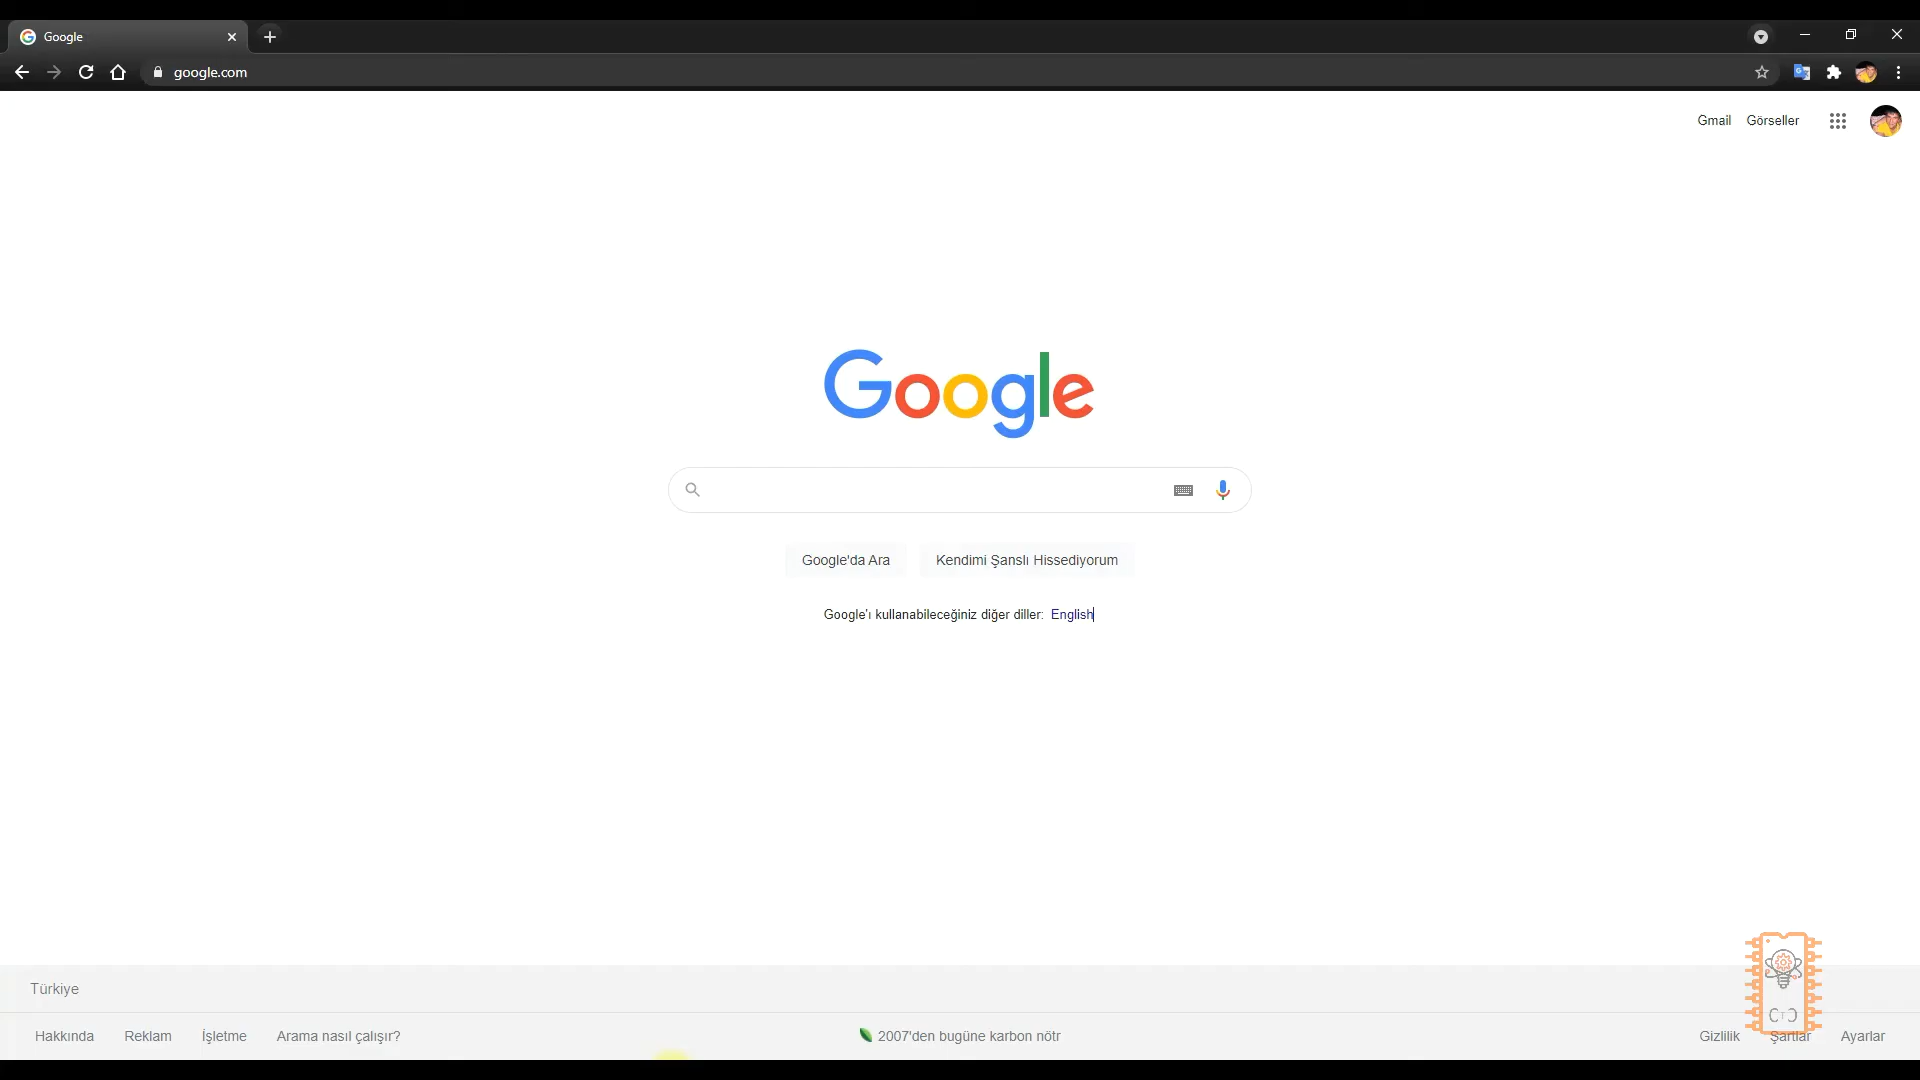 Google
google.com
Gmail Görseller
Google
Google'da Ara Kendimi Şanslı Hissediyorum
Google'ı kullanabileceğiniz diğer diller: English
Türkiye
Hakkında Reklam İşletme Arama nasıl çalışır? 2007'den bugüne karbon nötr Gizlilik Şartlar Ayarlar